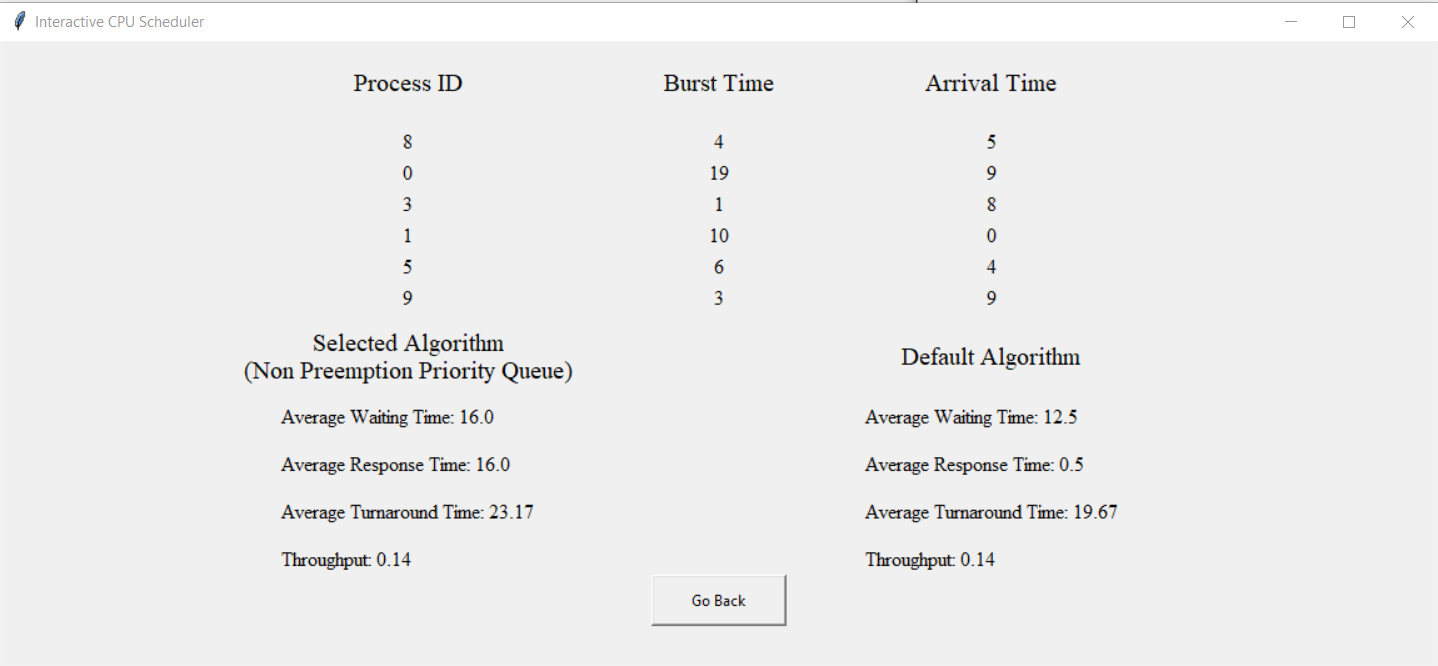 Interactive CPU Scheduler
Process ID Burst Time Arrival Time
8 4 5
0 19 9
3 1 8
1 10 0
5 6 4
9 3 9
Selected Algorithm
(Non Preemption Priority Queue)
Default Algorithm
Average Waiting Time: 16.0 Average Waiting Time: 12.5
Average Response Time: 16.0 Average Response Time: 0.5
Average Turnaround Time: 23.17 Average Turnaround Time: 19.67
Throughput: 0.14 Throughput: 0.14
Go Back